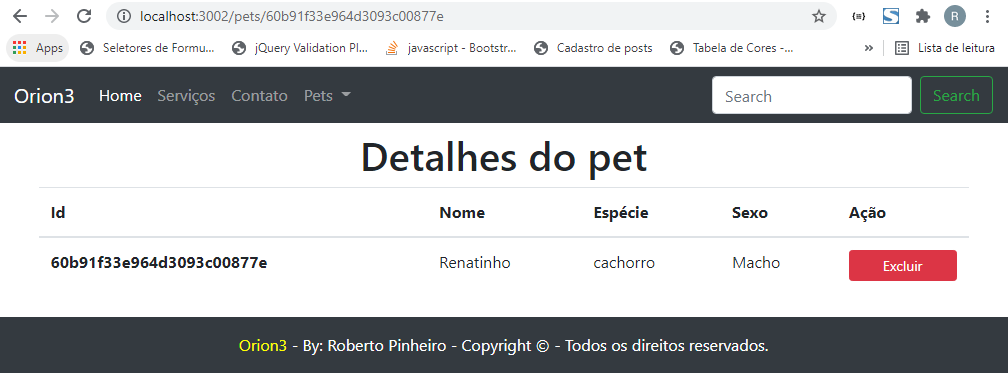 localhost:3002/pets/60b91f33e964d3093c00877e
R
Apps Seletores de Formu... jQuery Validation Pl... javascript - Bootstr... Cadastro de posts Tabela de Cores -... » Lista de leitura
Orion3 Home Serviços Contato Pets Search Search
Detalhes do pet
Id Nome Espécie Sexo Ação
60b91f33e964d3093c00877e Renatinho cachorro Macho Excluir
Orion3 - By: Roberto Pinheiro - Copyright © - Todos os direitos reservados.